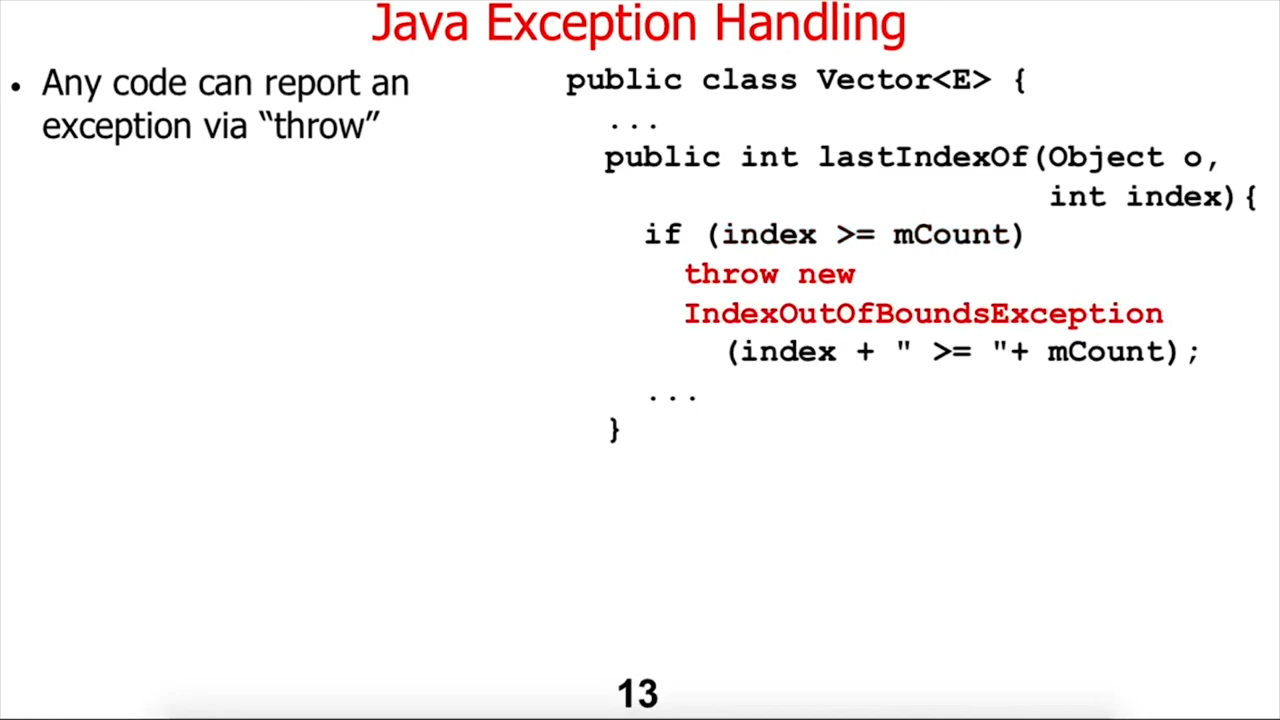 Java Exception Handling
• Any code can report an
exception via “throw”
public class Vector<E> {
...
public int lastIndexOf(Object o,
int index){
if (index >= mCount)
throw new
IndexOutOfBoundsException
(index + " >= "+ mCount);
...
}
13